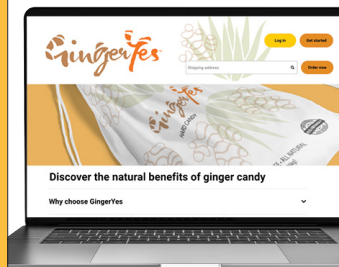 GingerYes
Log in
Get started
Shipping address
Order now
GingerYes
HARD CANDY
ALL NATURAL
Discover the natural benefits of ginger candy
Why choose GingerYes